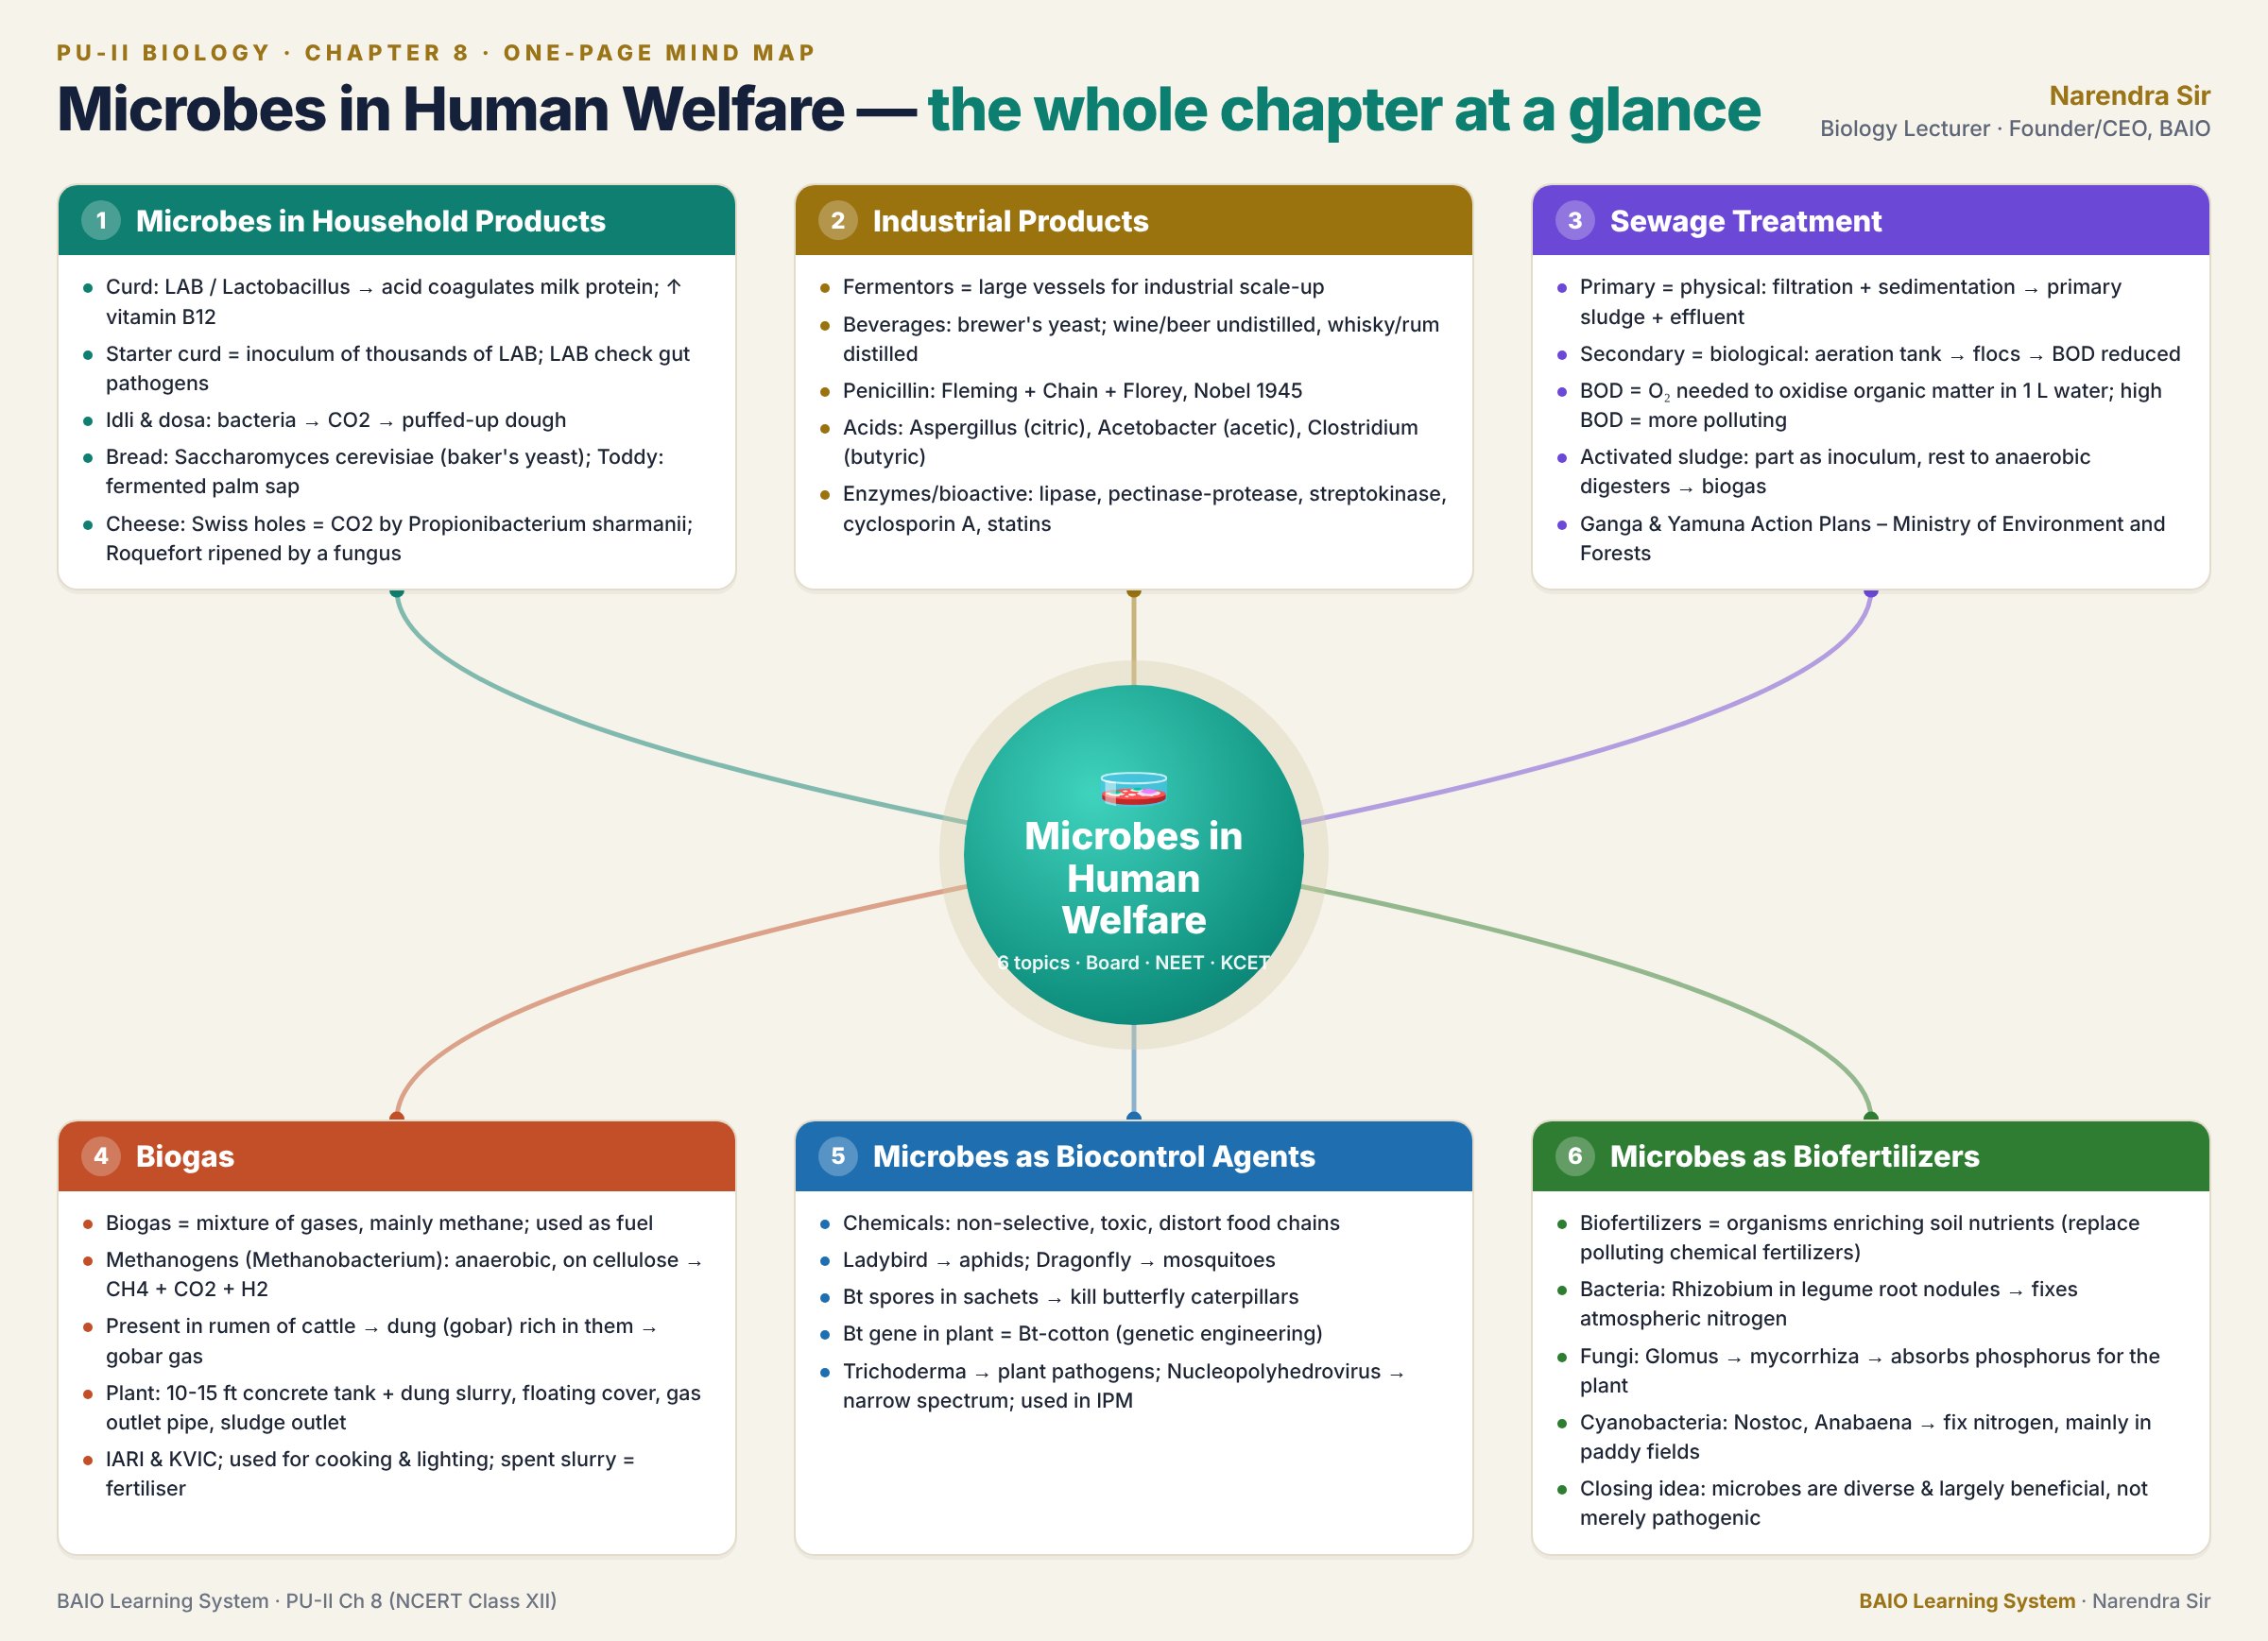 PU-II BIOLOGY · CHAPTER 8 · ONE-PAGE MIND MAP
Microbes in Human Welfare — the whole chapter at a glance
Narendra Sir
Biology Lecturer · Founder/CEO, BAIO
1 Microbes in Household Products
• Curd: LAB / Lactobacillus → acid coagulates milk protein; ↑
vitamin B12
• Starter curd = inoculum of thousands of LAB; LAB check gut
pathogens
• Idli & dosa: bacteria → CO2 → puffed-up dough
• Bread: Saccharomyces cerevisiae (baker's yeast); Toddy:
fermented palm sap
• Cheese: Swiss holes = CO2 by Propionibacterium sharmanii;
Roquefort ripened by a fungus
2 Industrial Products
• Fermentors = large vessels for industrial scale-up
• Beverages: brewer's yeast; wine/beer undistilled, whisky/rum
distilled
• Penicillin: Fleming + Chain + Florey, Nobel 1945
• Acids: Aspergillus (citric), Acetobacter (acetic), Clostridium
(butyric)
• Enzymes/bioactive: lipase, pectinase-protease, streptokinase,
cyclosporin A, statins
3 Sewage Treatment
• Primary = physical: filtration + sedimentation → primary
sludge + effluent
• Secondary = biological: aeration tank → flocs → BOD reduced
• BOD = O₂ needed to oxidise organic matter in 1 L water; high
BOD = more polluting
• Activated sludge: part as inoculum, rest to anaerobic
digesters → biogas
• Ganga & Yamuna Action Plans – Ministry of Environment and
Forests
Microbes in
Human
Welfare
6 topics · Board · NEET · KCET
4 Biogas
• Biogas = mixture of gases, mainly methane; used as fuel
• Methanogens (Methanobacterium): anaerobic, on cellulose →
CH4 + CO2 + H2
• Present in rumen of cattle → dung (gobar) rich in them →
gobar gas
• Plant: 10-15 ft concrete tank + dung slurry, floating cover, gas
outlet pipe, sludge outlet
• IARI & KVIC; used for cooking & lighting; spent slurry =
fertiliser
5 Microbes as Biocontrol Agents
• Chemicals: non-selective, toxic, distort food chains
• Ladybird → aphids; Dragonfly → mosquitoes
• Bt spores in sachets → kill butterfly caterpillars
• Bt gene in plant = Bt-cotton (genetic engineering)
• Trichoderma → plant pathogens; Nucleopolyhedrovirus →
narrow spectrum; used in IPM
6 Microbes as Biofertilizers
• Biofertilizers = organisms enriching soil nutrients (replace
polluting chemical fertilizers)
• Bacteria: Rhizobium in legume root nodules → fixes
atmospheric nitrogen
• Fungi: Glomus → mycorrhiza → absorbs phosphorus for the
plant
• Cyanobacteria: Nostoc, Anabaena → fix nitrogen, mainly in
paddy fields
• Closing idea: microbes are diverse & largely beneficial, not
merely pathogenic
BAIO Learning System · PU-II Ch 8 (NCERT Class XII)
BAIO Learning System · Narendra Sir